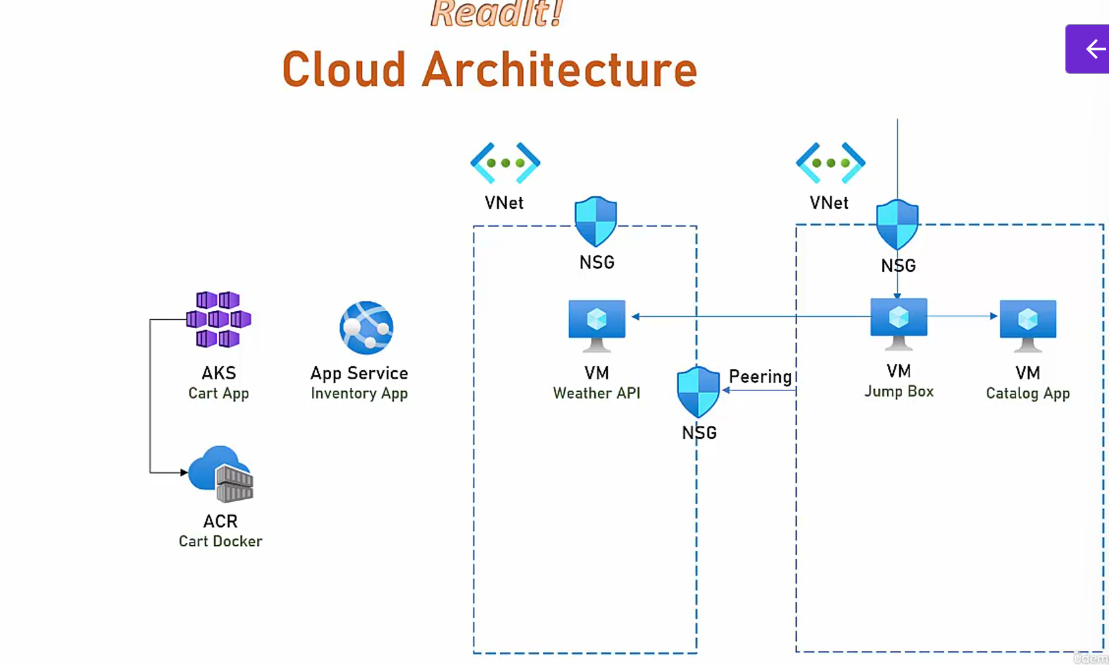 ReadIt!
Cloud Architecture
VNet
VNet
NSG
NSG
AKS
Cart App
App Service
Inventory App
VM
Weather API
Peering
VM
Jump Box
VM
Catalog App
NSG
ACR
Cart Docker